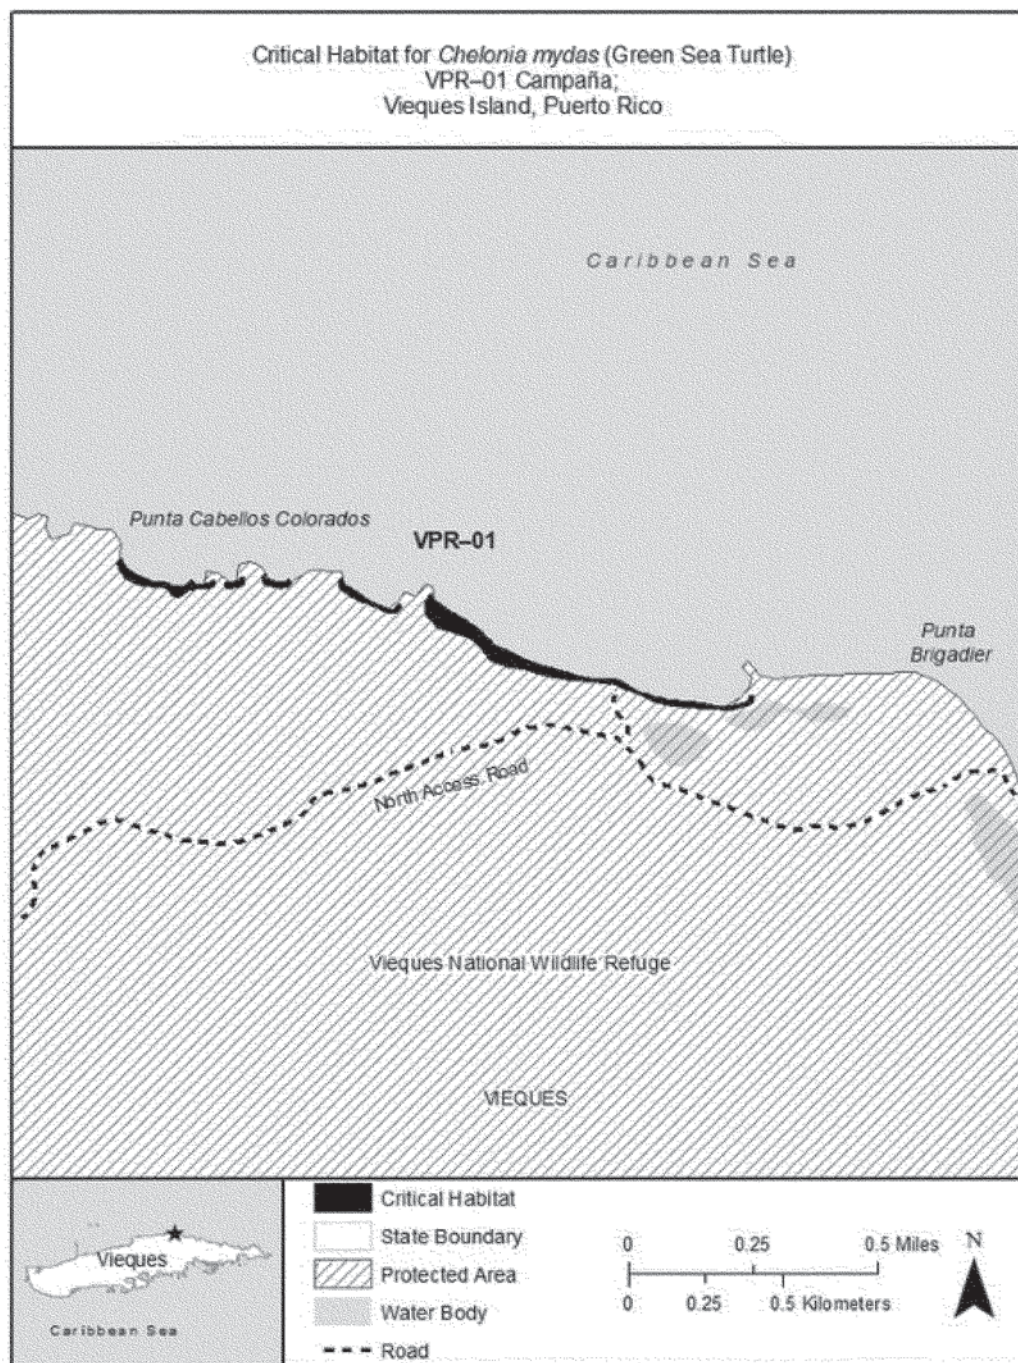 Critical Habitat for Chelonia mydas (Green Sea Turtle)
VPR–01 Campaña;
Vieques Island, Puerto Rico
Caribbean Sea
Punta Cabellos Colorados
VPR–01
Punta
Brigadier
North Access Road
Vieques National Wildlife Refuge
VIEQUES
Vieques
Caribbean Sea
Critical Habitat
State Boundary
Protected Area
Water Body
Road
0 0.25 0.5 Miles
0 0.25 0.5 Kilometers
N